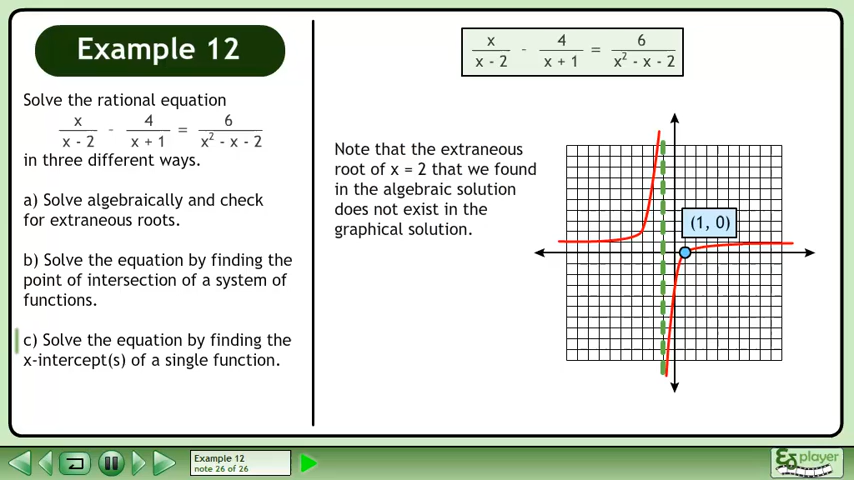 Example 12
Solve the rational equation
x/(x - 2) - 4/(x + 1) = 6/(x² - x - 2)
in three different ways.
a) Solve algebraically and check
for extraneous roots.
b) Solve the equation by finding the
point of intersection of a system of
functions.
c) Solve the equation by finding the
x-intercept(s) of a single function.
x/(x - 2) - 4/(x + 1) = 6/(x² - x - 2)
Note that the extraneous
root of x = 2 that we found
in the algebraic solution
does not exist in the
graphical solution.
(1, 0)
Example 12
note 26 of 26
player